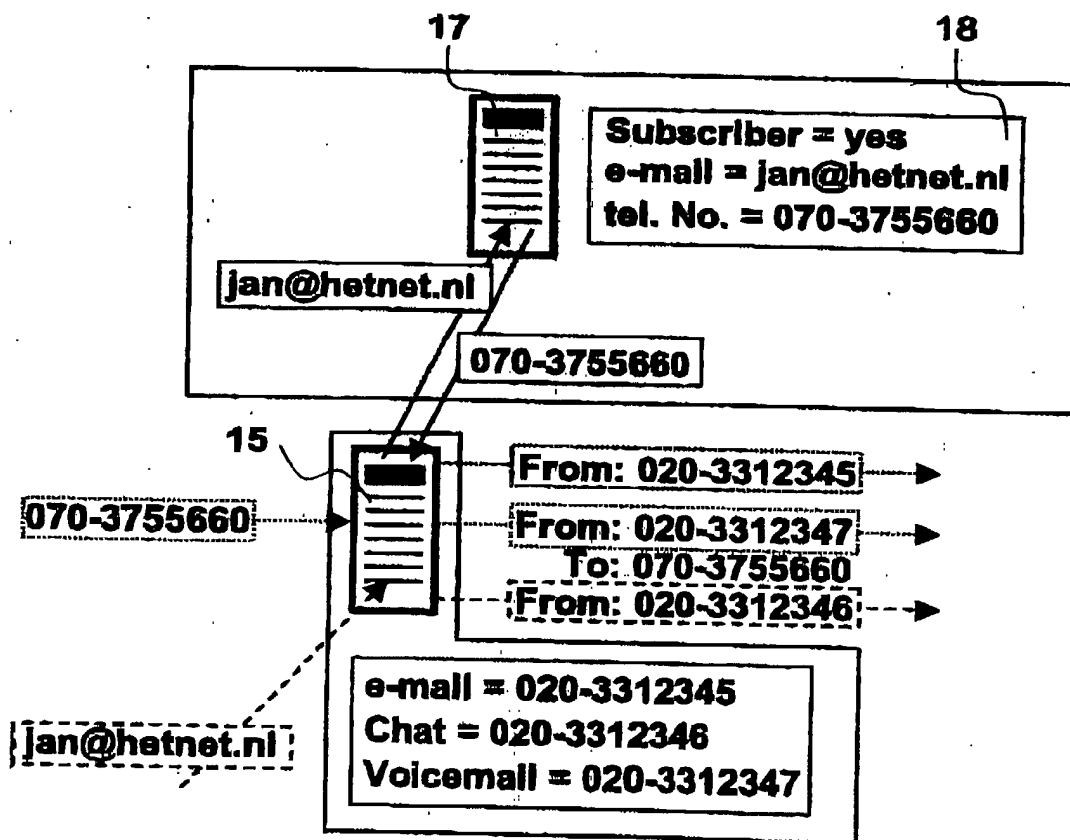 17
18
Subscriber = yes
e-mail = jan@hetnet.nl
tel. No. = 070-3755660
jan@hetnet.nl
070-3755660
15
From: 020-3312345
070-3755660
From: 020-3312347
To: 070-3755660
From: 020-3312346
e-mail = 020-3312345
Chat = 020-3312346
Voicemail = 020-3312347
jan@hetnet.nl